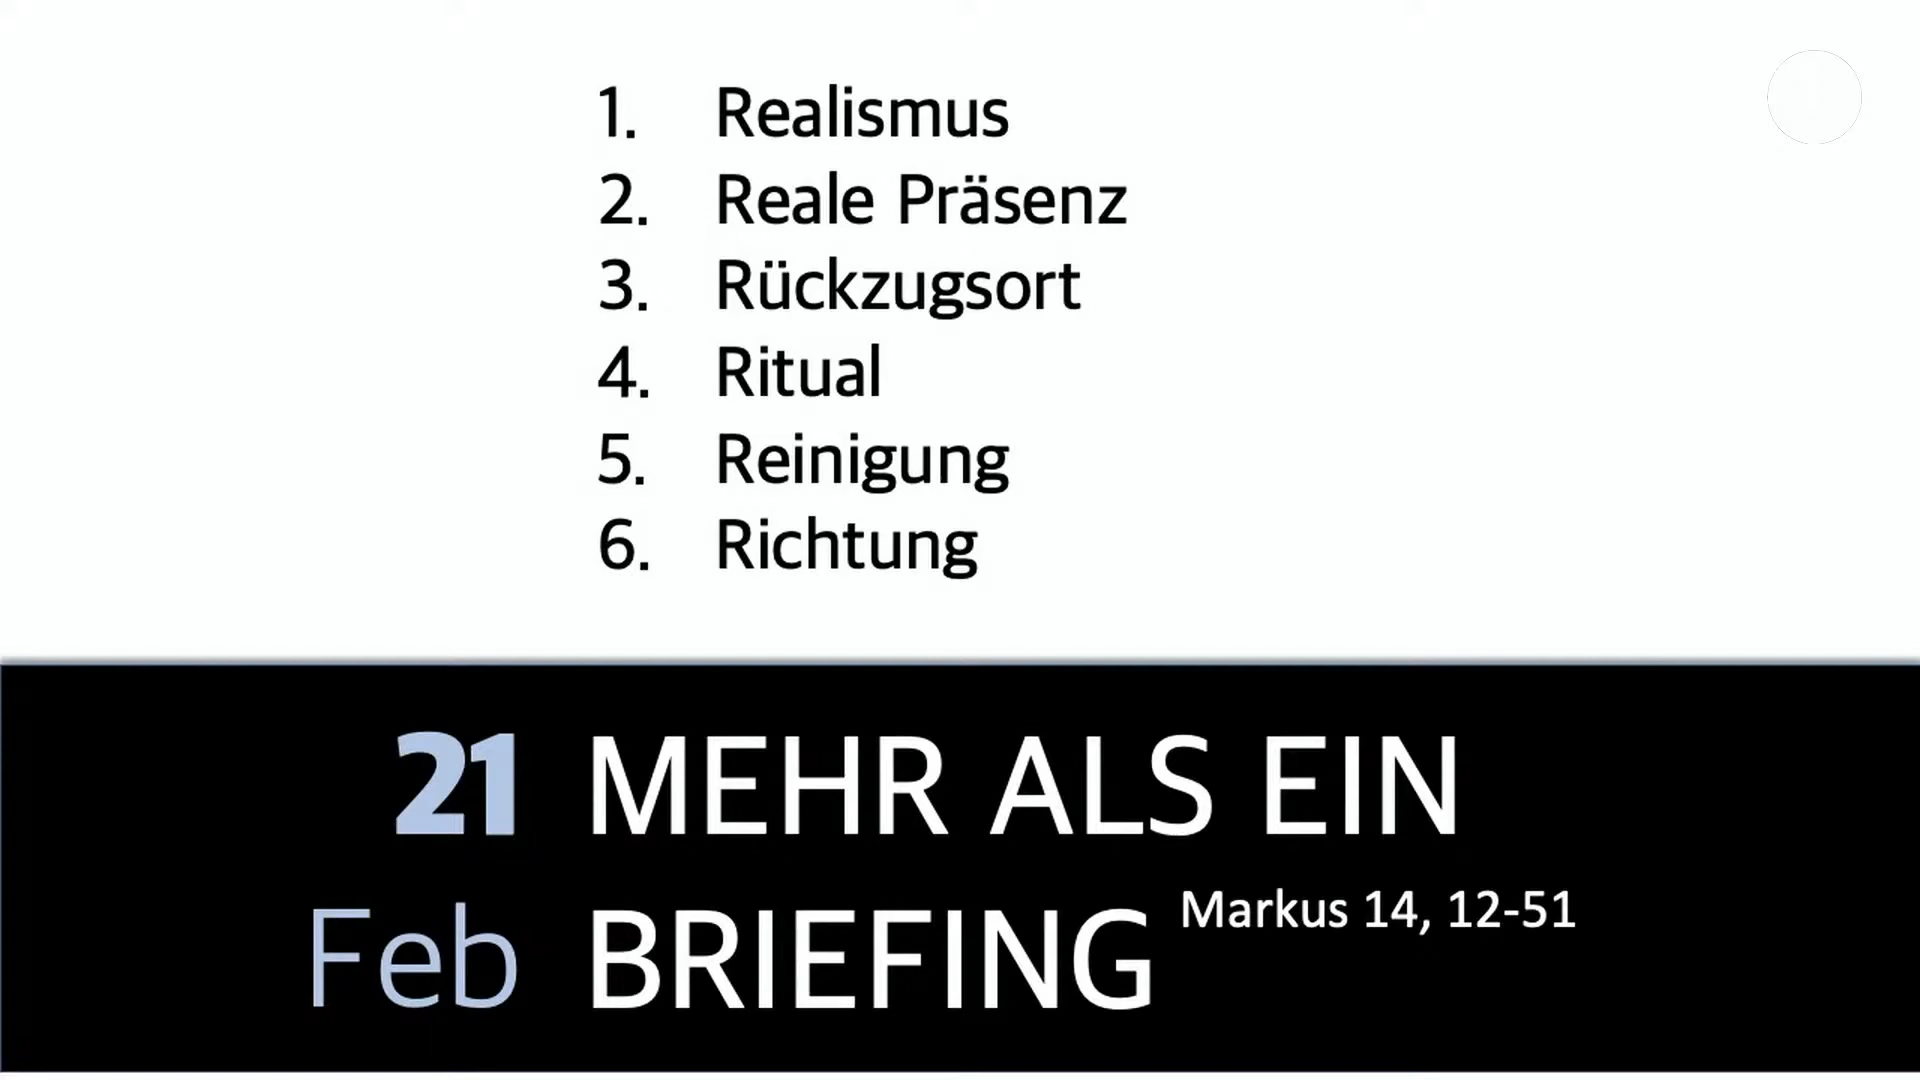 1. Realismus
2. Reale Präsenz
3. Rückzugsort
4. Ritual
5. Reinigung
6. Richtung
21 MEHR ALS EIN
Feb BRIEFING Markus 14, 12-51